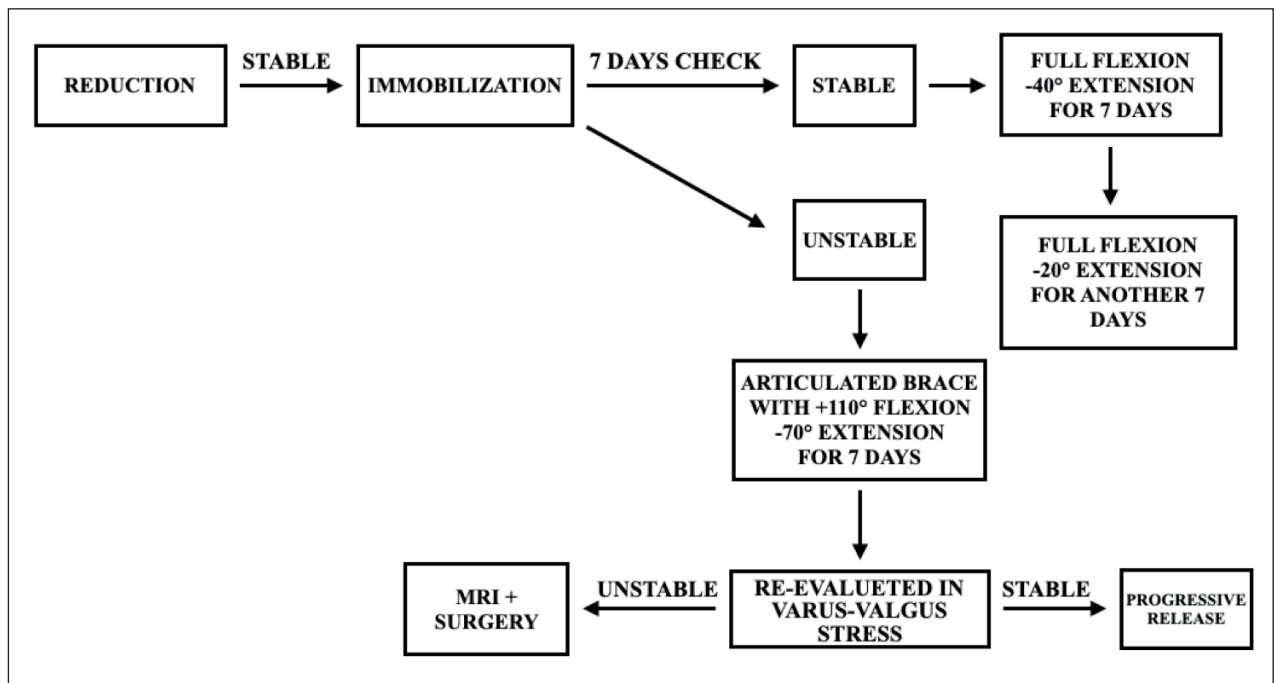 REDUCTION
STABLE
IMMOBILIZATION
7 DAYS CHECK
STABLE
FULL FLEXION
-40° EXTENSION
FOR 7 DAYS
UNSTABLE
FULL FLEXION
-20° EXTENSION
FOR ANOTHER 7
DAYS
ARTICULATED BRACE
WITH +110° FLEXION
-70° EXTENSION
FOR 7 DAYS
MRI +
SURGERY
UNSTABLE
RE-EVALUETED IN
VARUS-VALGUS
STRESS
STABLE
PROGRESSIVE
RELEASE